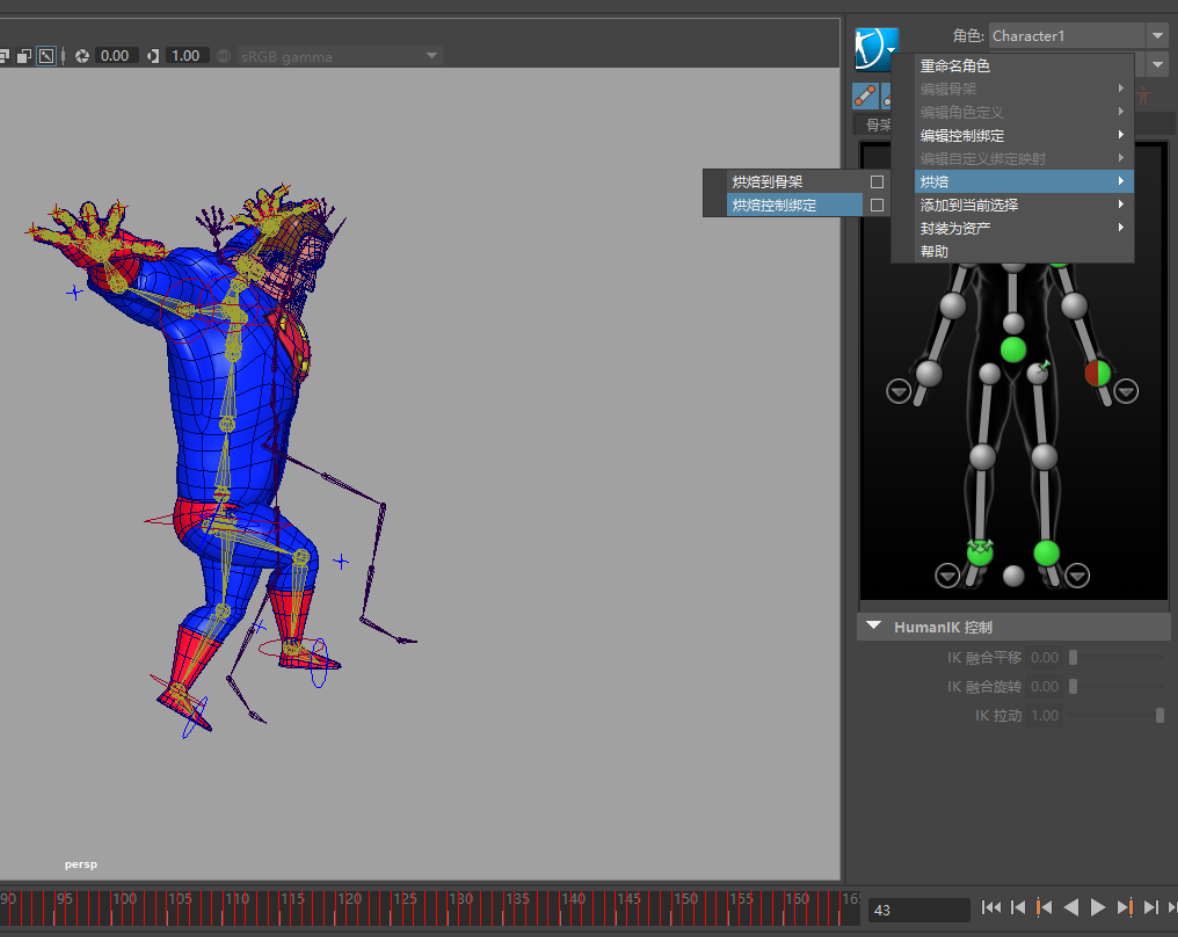 角色: Character1
0.00 1.00 sRGB gamma
重命名角色
编辑骨架
编辑角色定义
骨架
编辑控制绑定
编辑自定义绑定映射
烘焙到骨架
烘焙
烘焙控制绑定
添加到当前选择
封装为资产
帮助
HumanIK 控制
IK 融合平移 0.00
IK 融合旋转 0.00
IK 拉动 1.00
persp
90 95 100 105 110 115 120 125 130 135 140 145 150 155 160 165
43